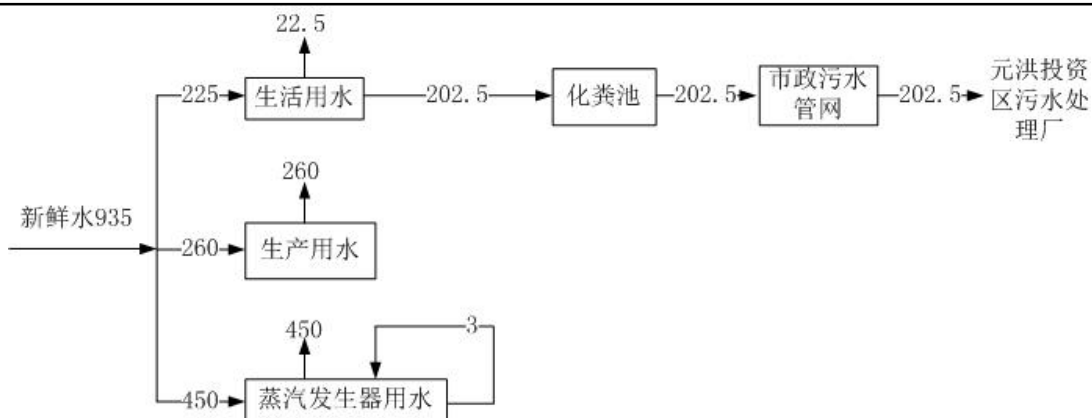 22.5
225
生活用水
202.5
化粪池
202.5
市政污水
管网
202.5
元洪投资
区污水处
理厂
260
新鲜水935
260
生产用水
450
3
450
蒸汽发生器用水